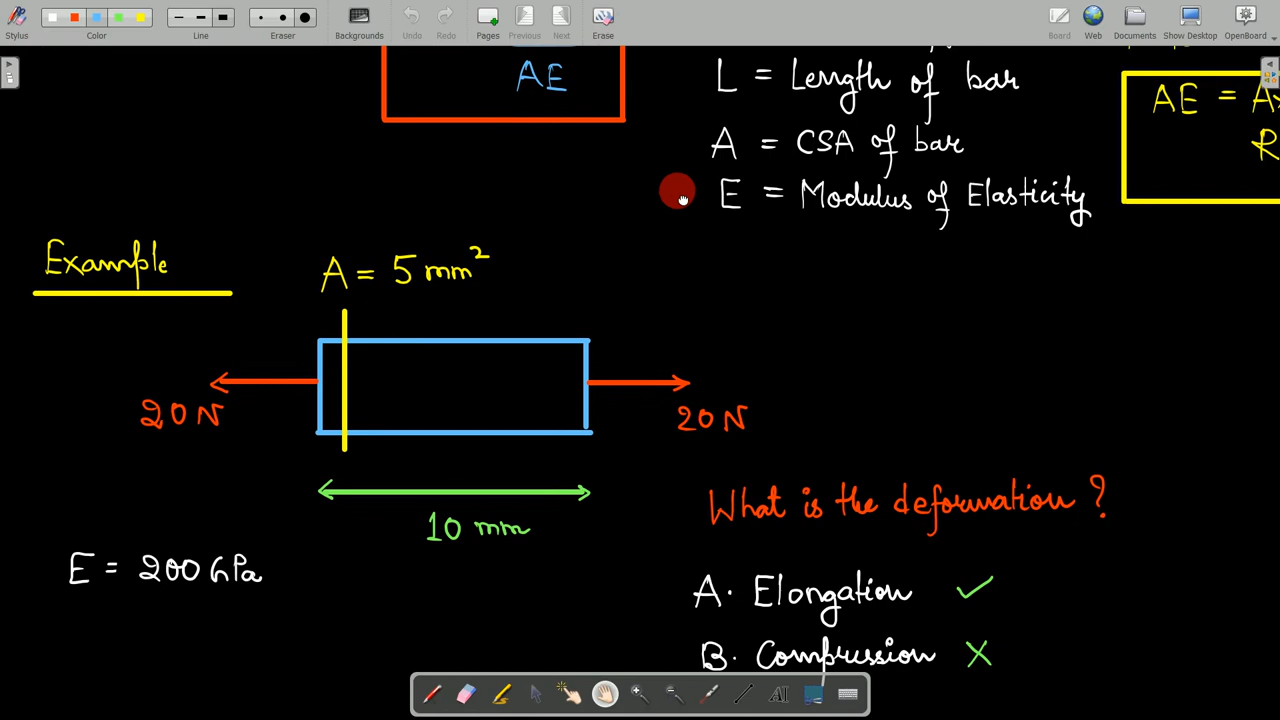 Stylus
Color
Line
Eraser
Backgrounds
Undo
Redo
Pages
Previous
Next
Erase
Board
Web
Documents
Show Desktop
OpenBoard
AE
L = Length of bar
A = CSA of bar
E = Modulus of Elasticity
AE =
Example
A = 5 mm²
20 N
20 N
10 mm
E = 200 GPa
What is the deformation ?
A. Elongation ✓
B. Compression X